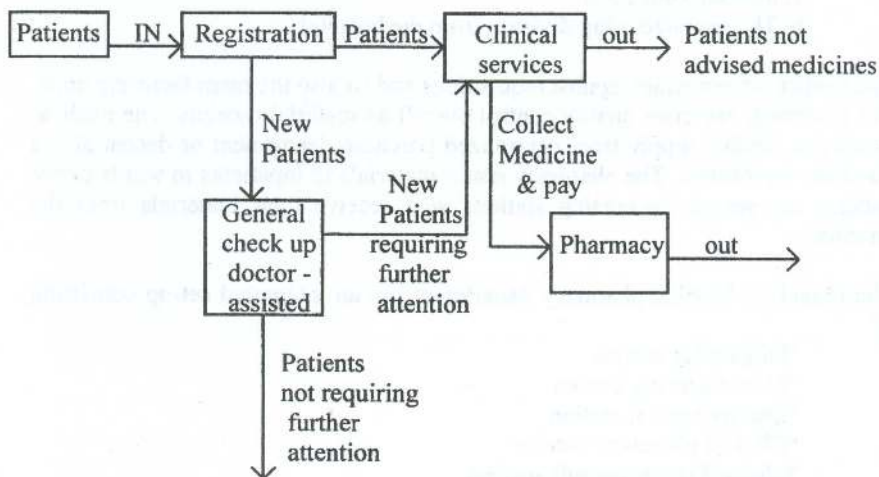 Patients
IN
Registration
Patients
Clinical
services
out
Patients not
advised medicines
New
Patients
Collect
Medicine
& pay
General
check up
doctor -
assisted
New
Patients
requiring
further
attention
Pharmacy
out
Patients
not requiring
further
attention